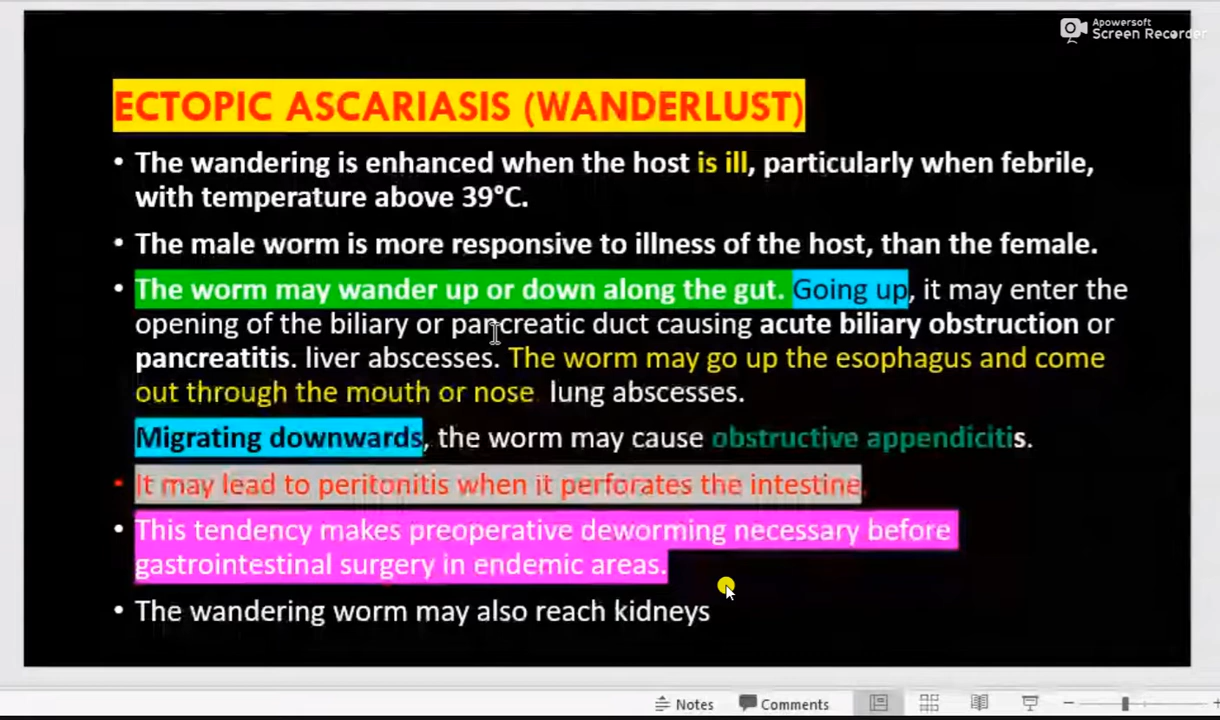 Apowersoft
Screen Recorder
ECTOPIC ASCARIASIS (WANDERLUST)
• The wandering is enhanced when the host is ill, particularly when febrile,
with temperature above 39°C.
• The male worm is more responsive to illness of the host, than the female.
• The worm may wander up or down along the gut. Going up, it may enter the
opening of the biliary or pancreatic duct causing acute biliary obstruction or
pancreatitis. liver abscesses. The worm may go up the esophagus and come
out through the mouth or nose. lung abscesses.
Migrating downwards, the worm may cause obstructive appendicitis.
• It may lead to peritonitis when it perforates the intestine.
• This tendency makes preoperative deworming necessary before
gastrointestinal surgery in endemic areas.
• The wandering worm may also reach kidneys
Notes Comments